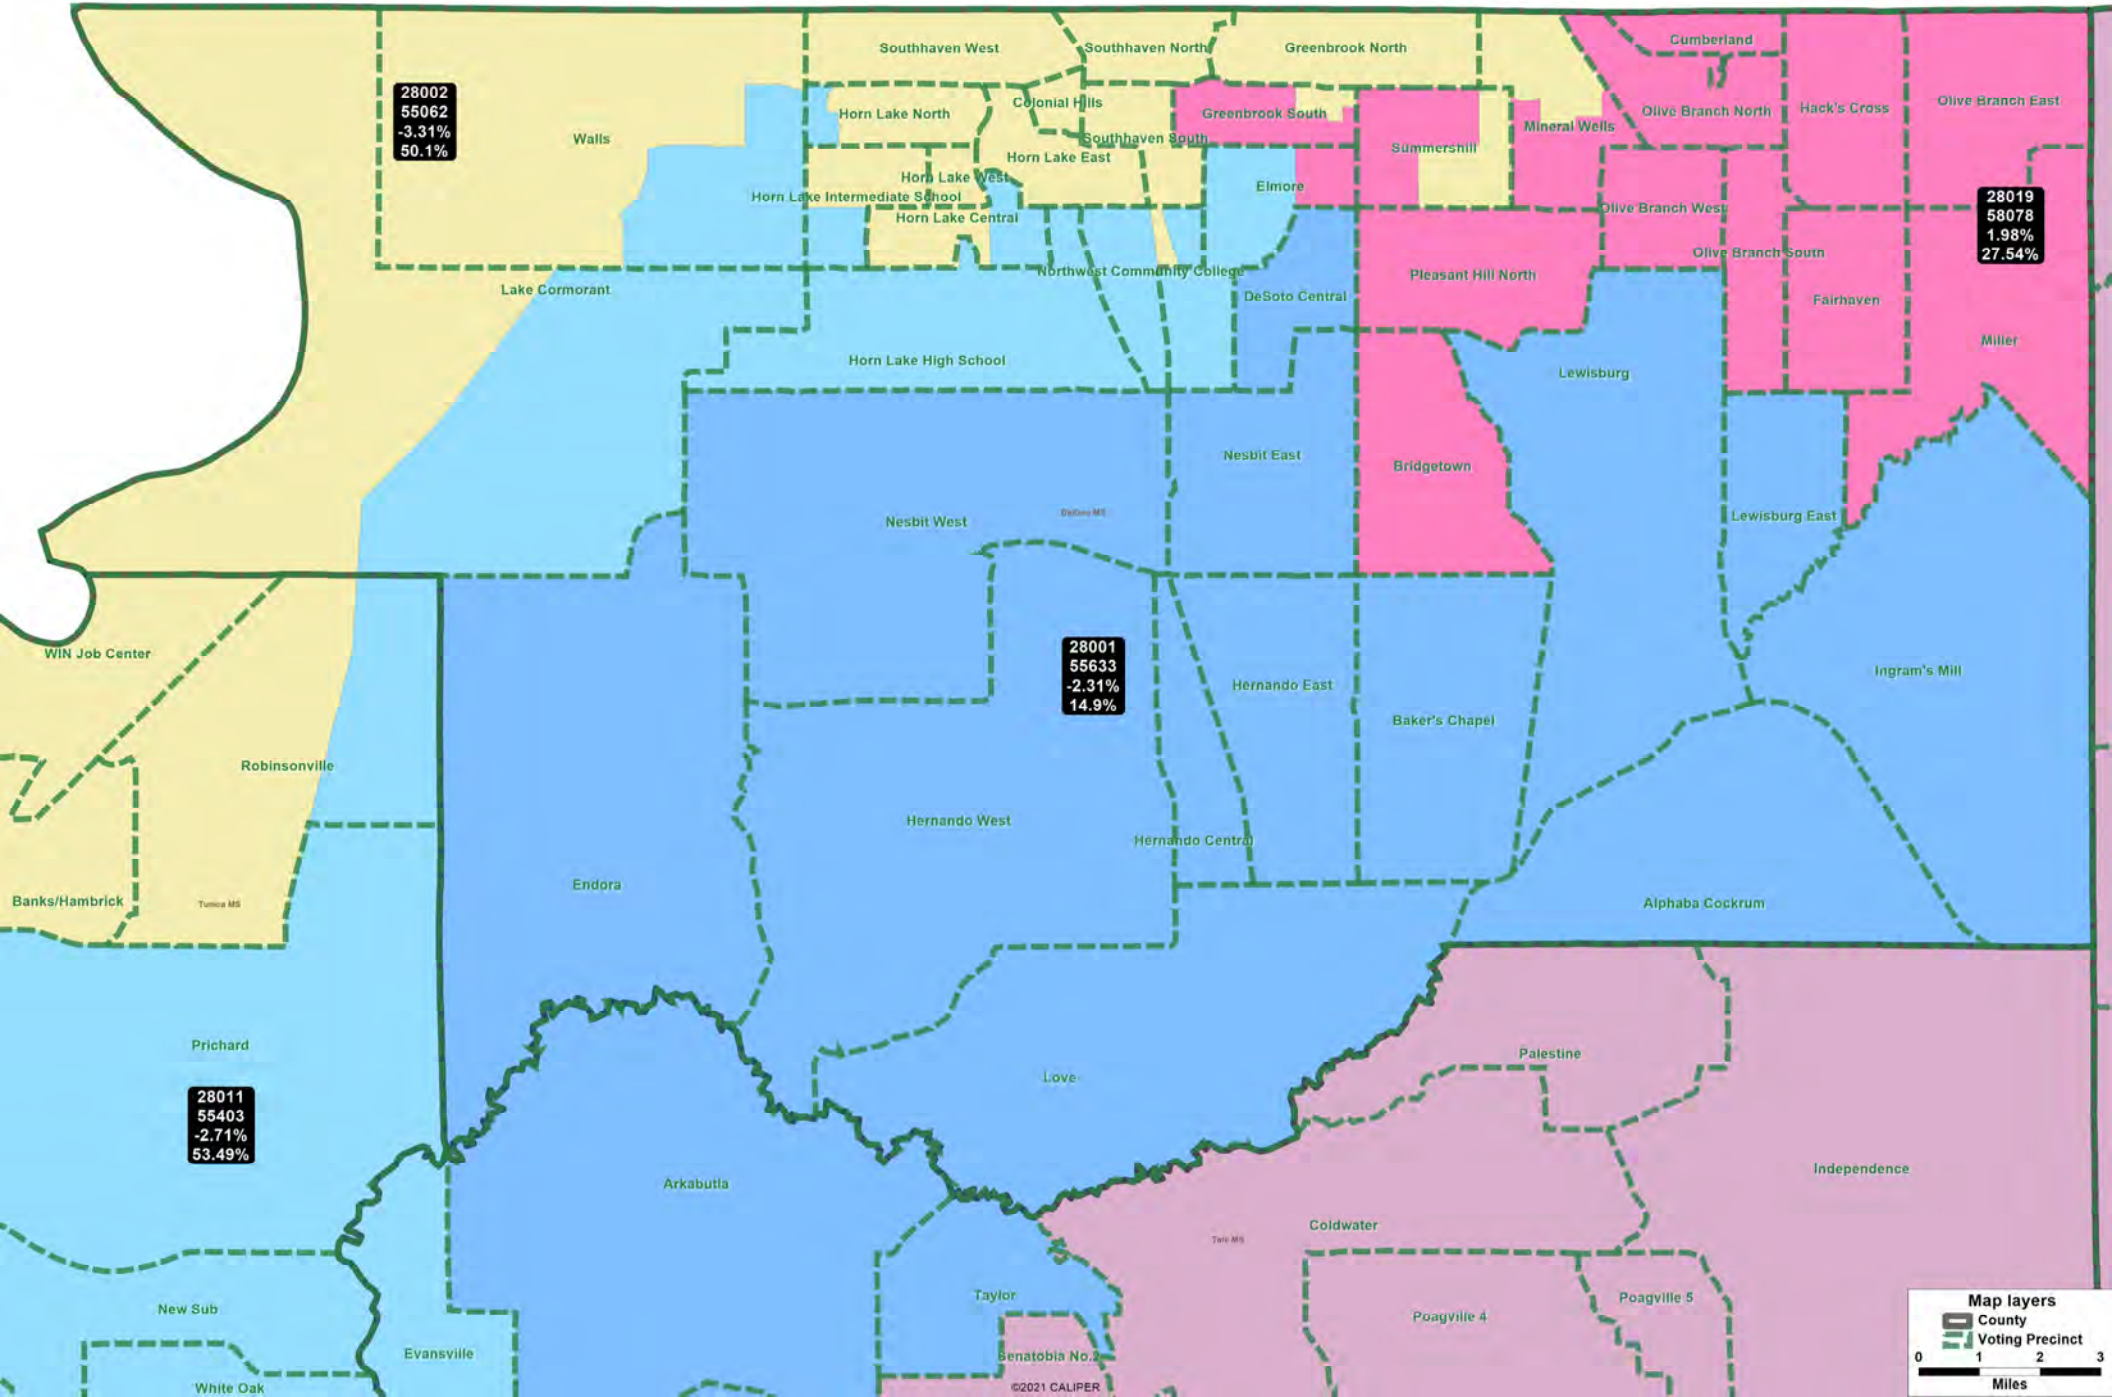 Southhaven West
Southhaven North
Greenbrook North
Cumberland
28002
55062
-3.31%
50.1%
Walls
Horn Lake North
Colonial Hills
Greenbrook South
Olive Branch North
Hack's Cross
Olive Branch East
Mineral Wells
Southhaven South
Summershill
Horn Lake East
Horn Lake West
Elmore
Horn Lake Intermediate School
Horn Lake Central
Olive Branch West
28019
58078
1.98%
27.54%
Olive Branch South
Northwest Community College
Pleasant Hill North
Lake Cormorant
DeSoto Central
Fairhaven
Miller
Horn Lake High School
Lewisburg
Nesbit East
Bridgetown
DeSoto MS
Nesbit West
Lewisburg East
WIN Job Center
28001
55633
-2.31%
14.9%
Ingram's Mill
Hernando East
Baker's Chapel
Robinsonville
Hernando West
Hernando Central
Endora
Banks/Hambrick
Tunica MS
Alphaba Cockrum
Prichard
Palestine
Love
28011
55403
-2.71%
53.49%
Arkabutla
Independence
Coldwater
Tate MS
Taylor
New Sub
Poagville 5
Poagville 4
Evansville
Senatobia No.2
White Oak
©2021 CALIPER
Map layers
County
Voting Precinct
0 1 2 3
Miles